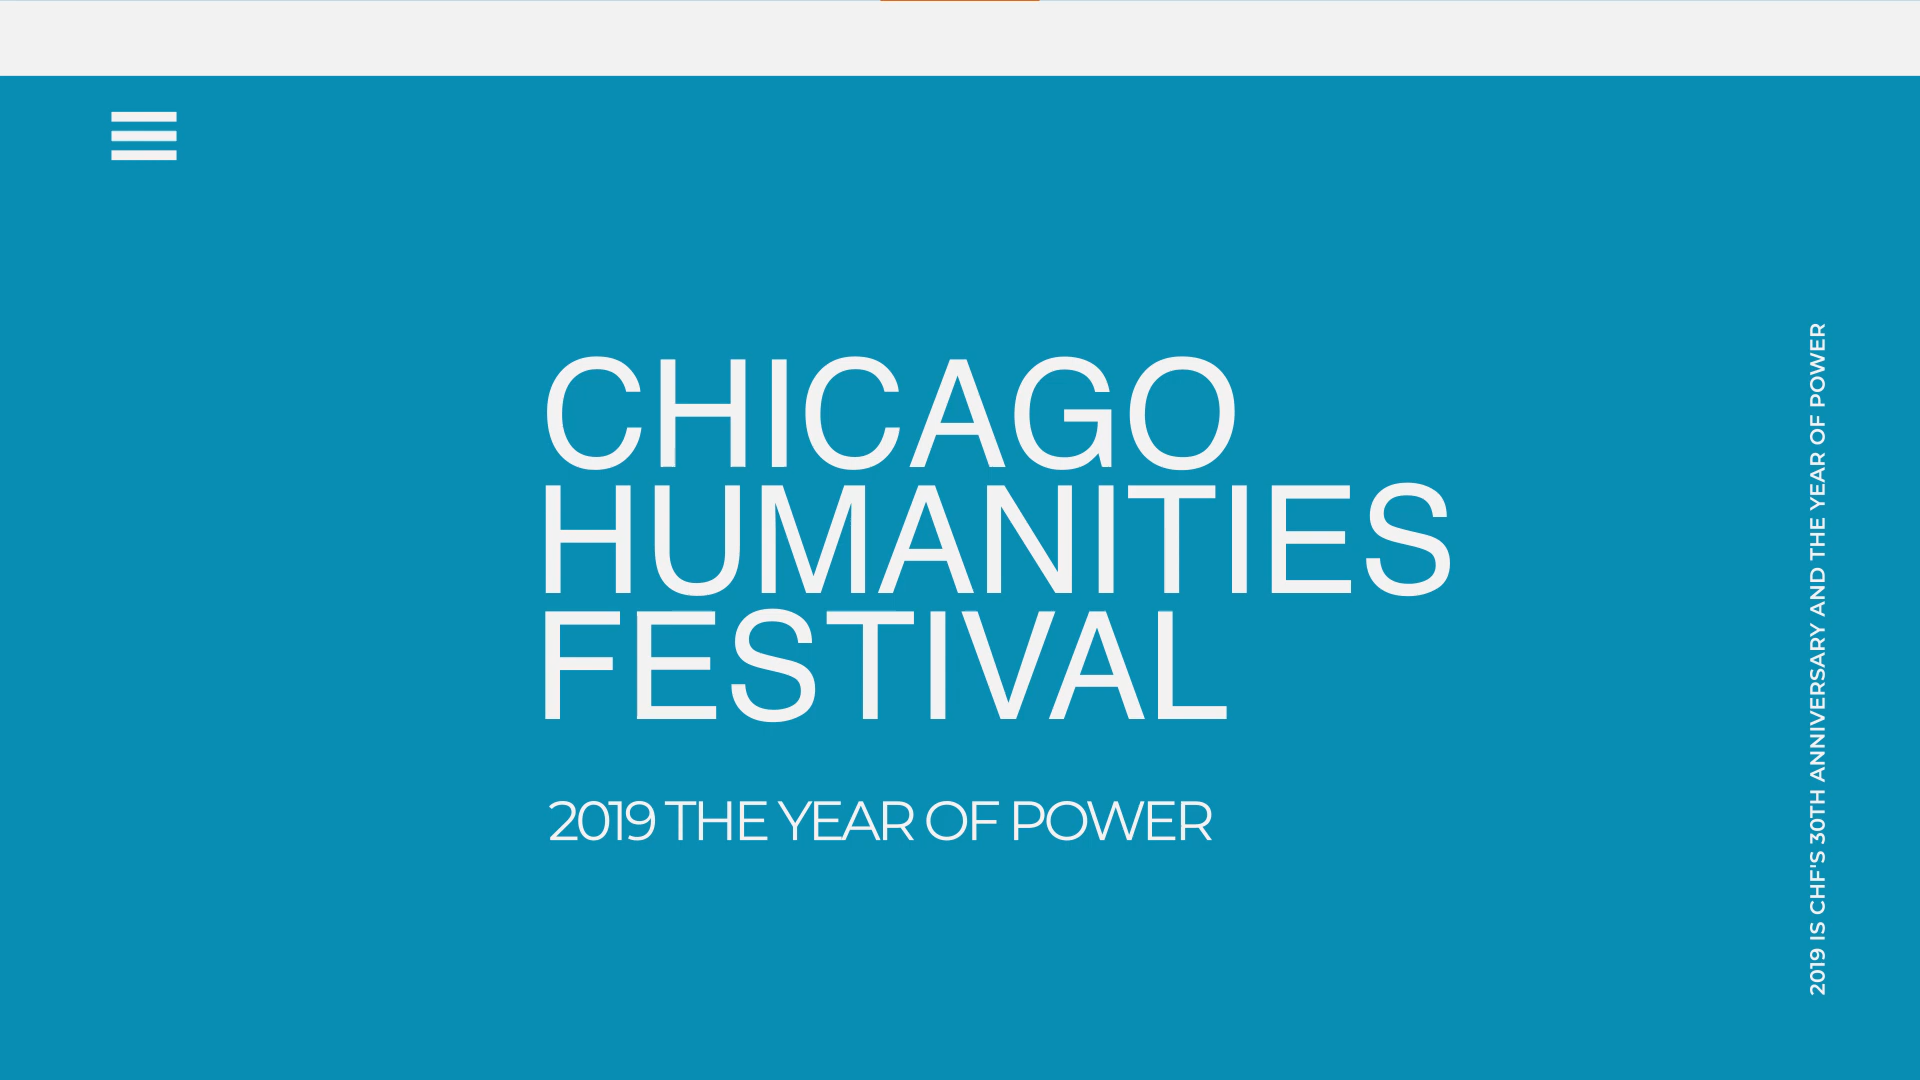 CHICAGO
HUMANITIES
FESTIVAL
2019 THE YEAR OF POWER
2019 IS CHF'S 30TH ANNIVERSARY AND THE YEAR OF POWER